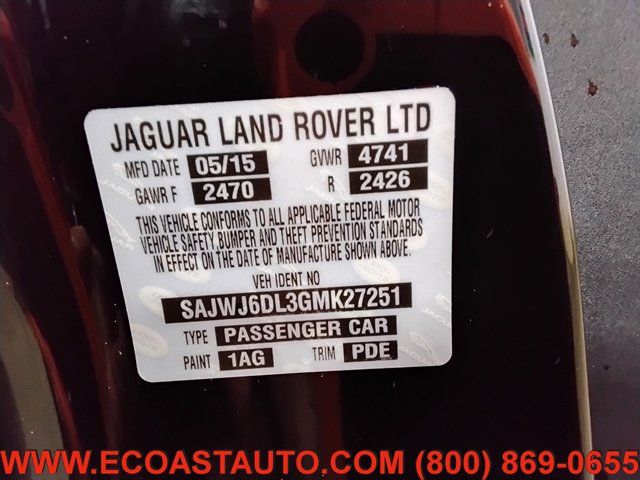 JAGUAR LAND ROVER LTD
MFD DATE 05/15 GVWR 4741
GAWR F 2470 R 2426
THIS VEHICLE CONFORMS TO ALL APPLICABLE FEDERAL MOTOR
VEHICLE SAFETY BUMPER AND THEFT PREVENTION STANDARDS
IN EFFECT ON THE DATE OF MANUFACTURE SHOWN ABOVE.
VEH IDENT NO
SAJWJ6DL3GMK27251
TYPE PASSENGER CAR
PAINT 1AG TRIM PDE
WWW.ECOASTAUTO.COM (800) 869-0655